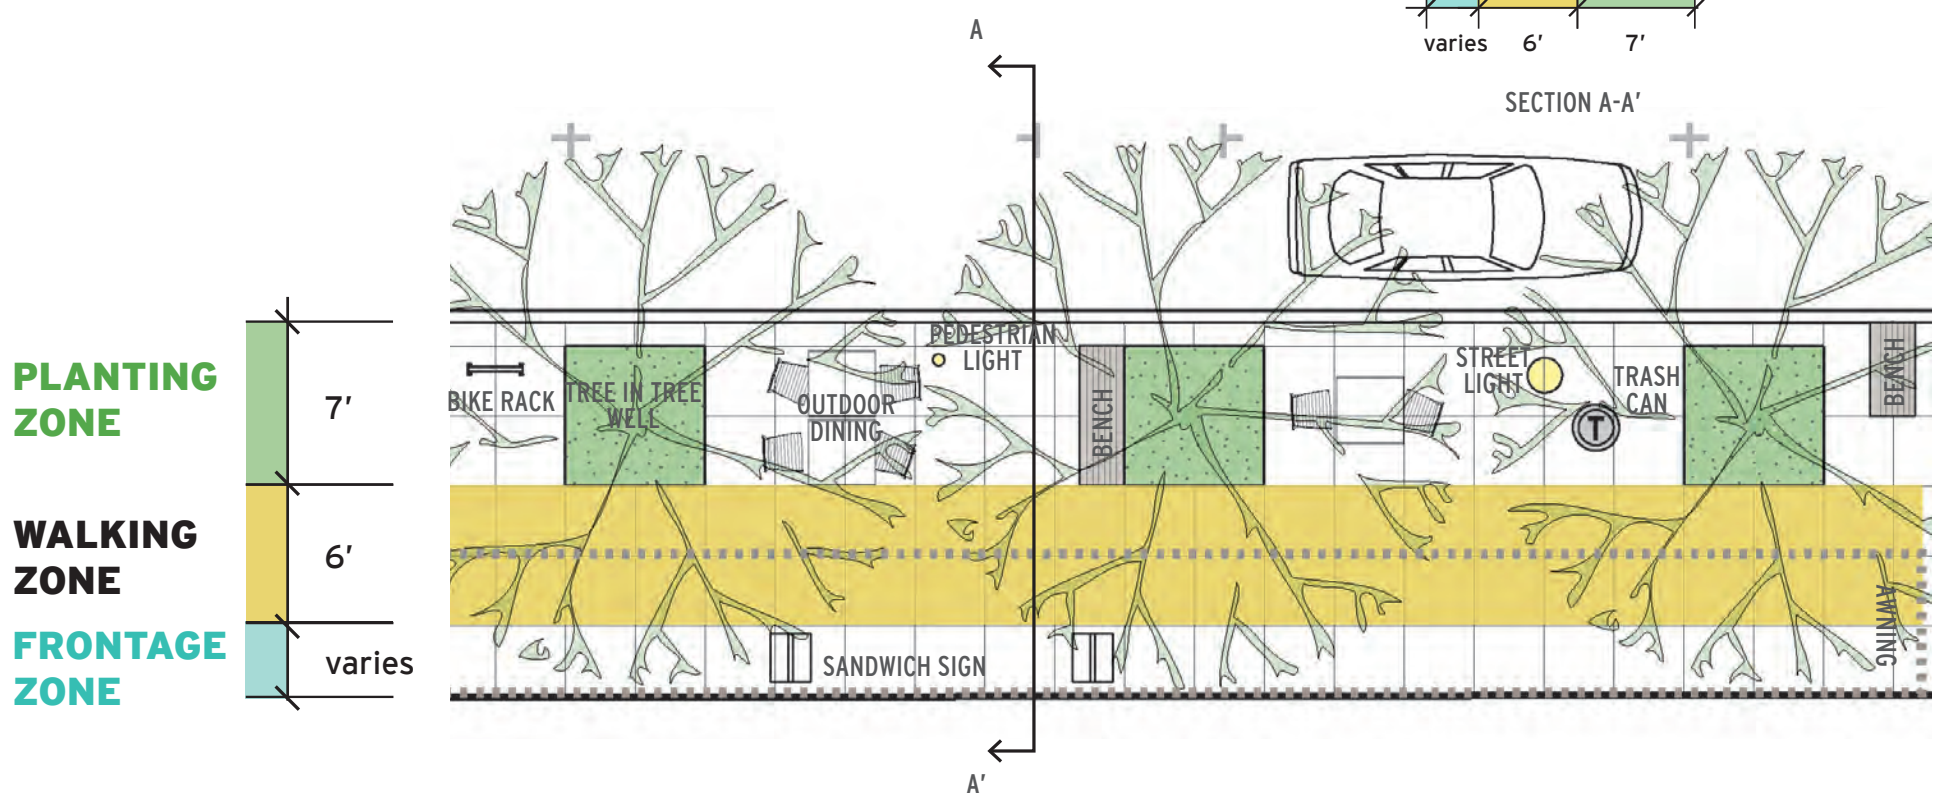 A
varies 6' 7'
SECTION A-A'
PLANTING
ZONE
7'
WALKING
ZONE
6'
FRONTAGE
ZONE
varies
BIKE RACK
TREE IN TREE
WELL
OUTDOOR
DINING
PEDESTRIAN
LIGHT
BENCH
STREET
LIGHT
TRASH
CAN
T
BENCH
AWNING
SANDWICH SIGN
A'